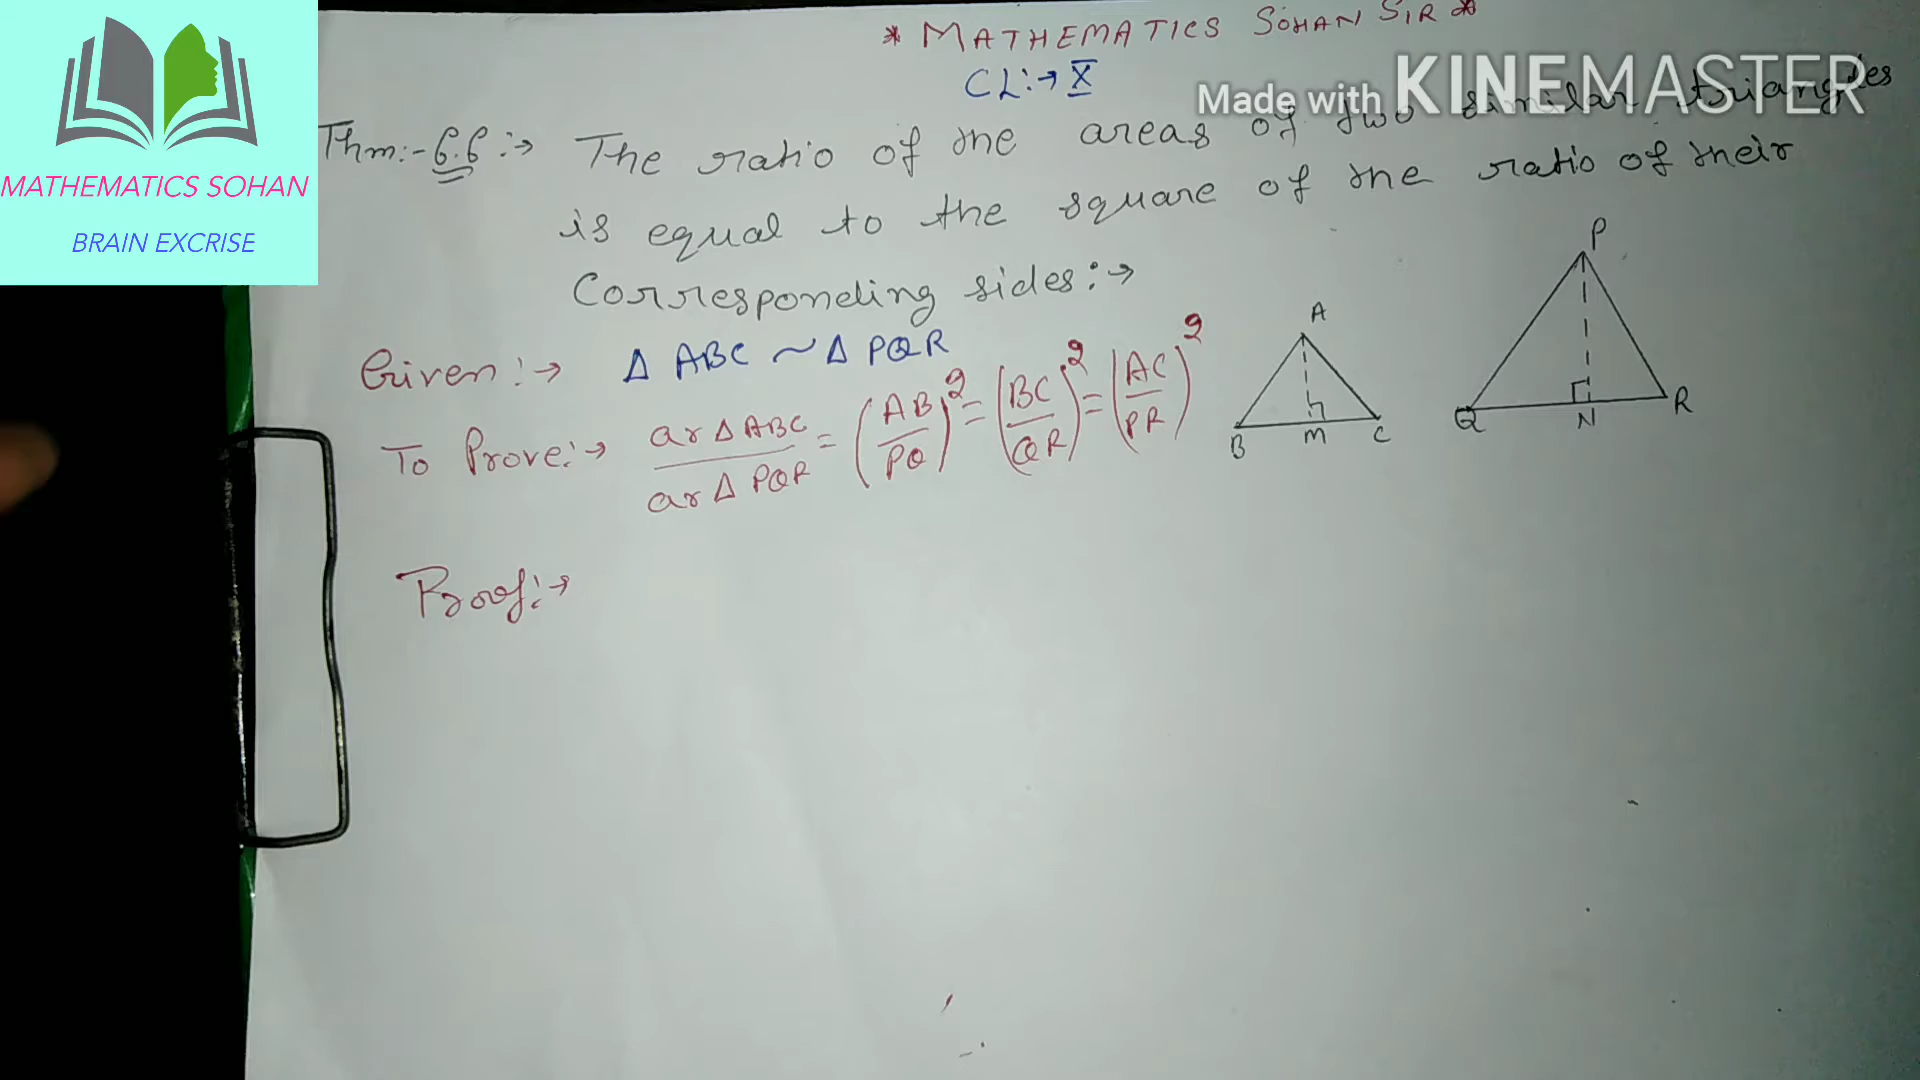 * MATHEMATICS SOHAN SIR *
CL:→ X
Made with KINEMASTER
MATHEMATICS SOHAN
BRAIN EXCRISE
Thm:- 6.6 :→ The ratio of the areas of two similar triangles
is equal to the square of the ratio of their
Corresponding sides:→
Given:→ Δ ABC ~ Δ PQR
To Prove:→ ar Δ ABC / ar Δ PQR = (AB/PQ)² = (BC/QR)² = (AC/PR)²
A
B M C
P
Q N R
Proof:→